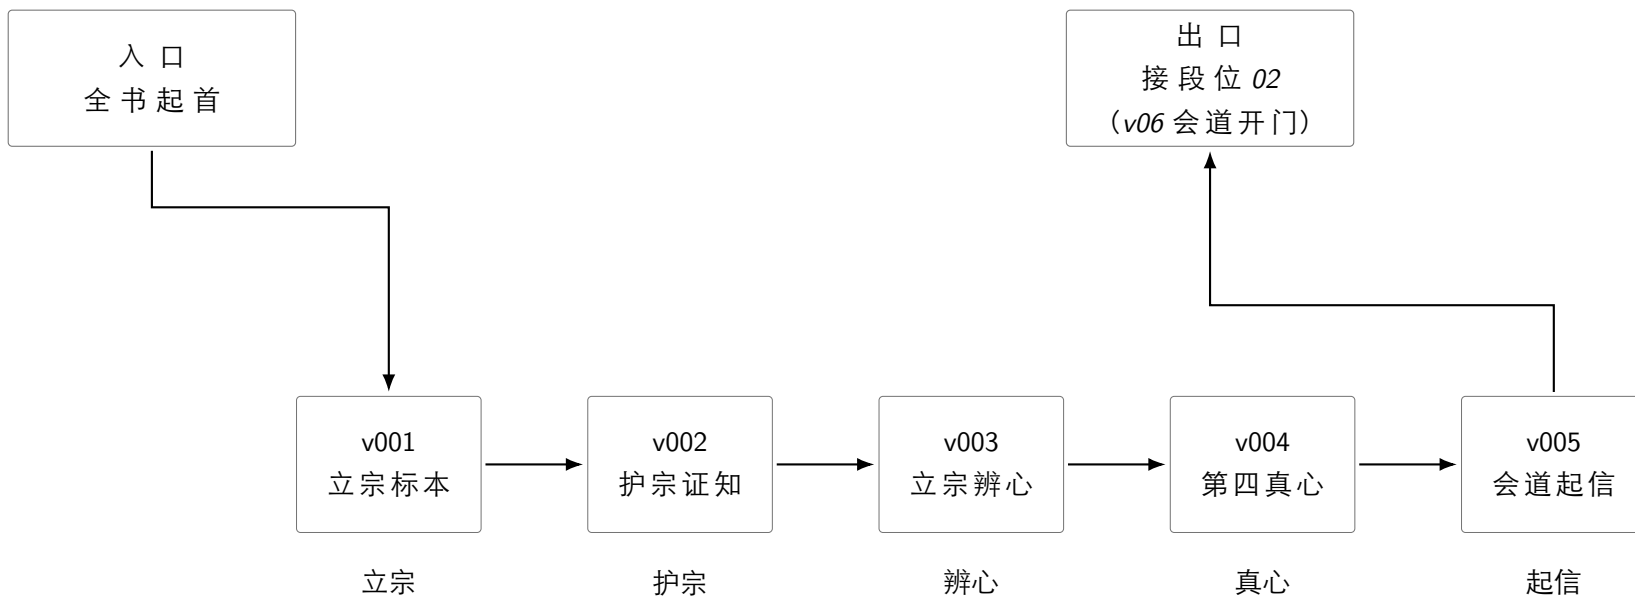 入口
全书起首
出口
接段位 02
（v06 会道开门）
v001
立宗标本
v002
护宗证知
v003
立宗辨心
v004
第四真心
v005
会道起信
立宗
护宗
辨心
真心
起信